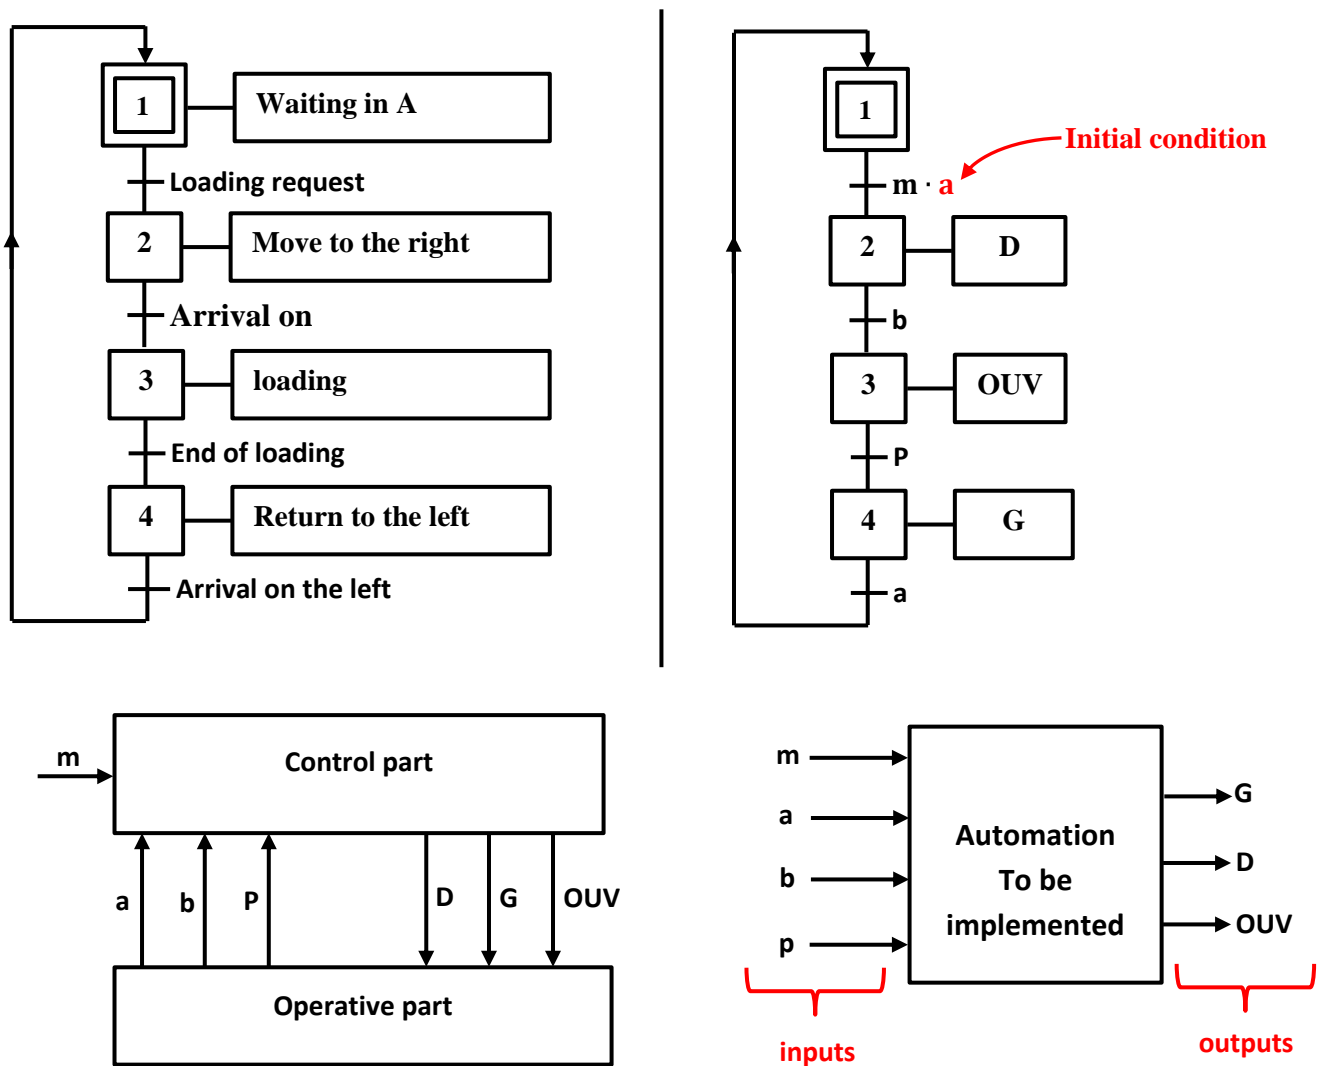 1
Waiting in A
Loading request
2
Move to the right
Arrival on
3
loading
End of loading
4
Return to the left
Arrival on the left
1
Initial condition
m · a
2
D
b
3
OUV
P
4
G
a
m
Control part
a
b
P
D
G
OUV
Operative part
m
a
b
p
Automation
To be
implemented
G
D
OUV
inputs
outputs